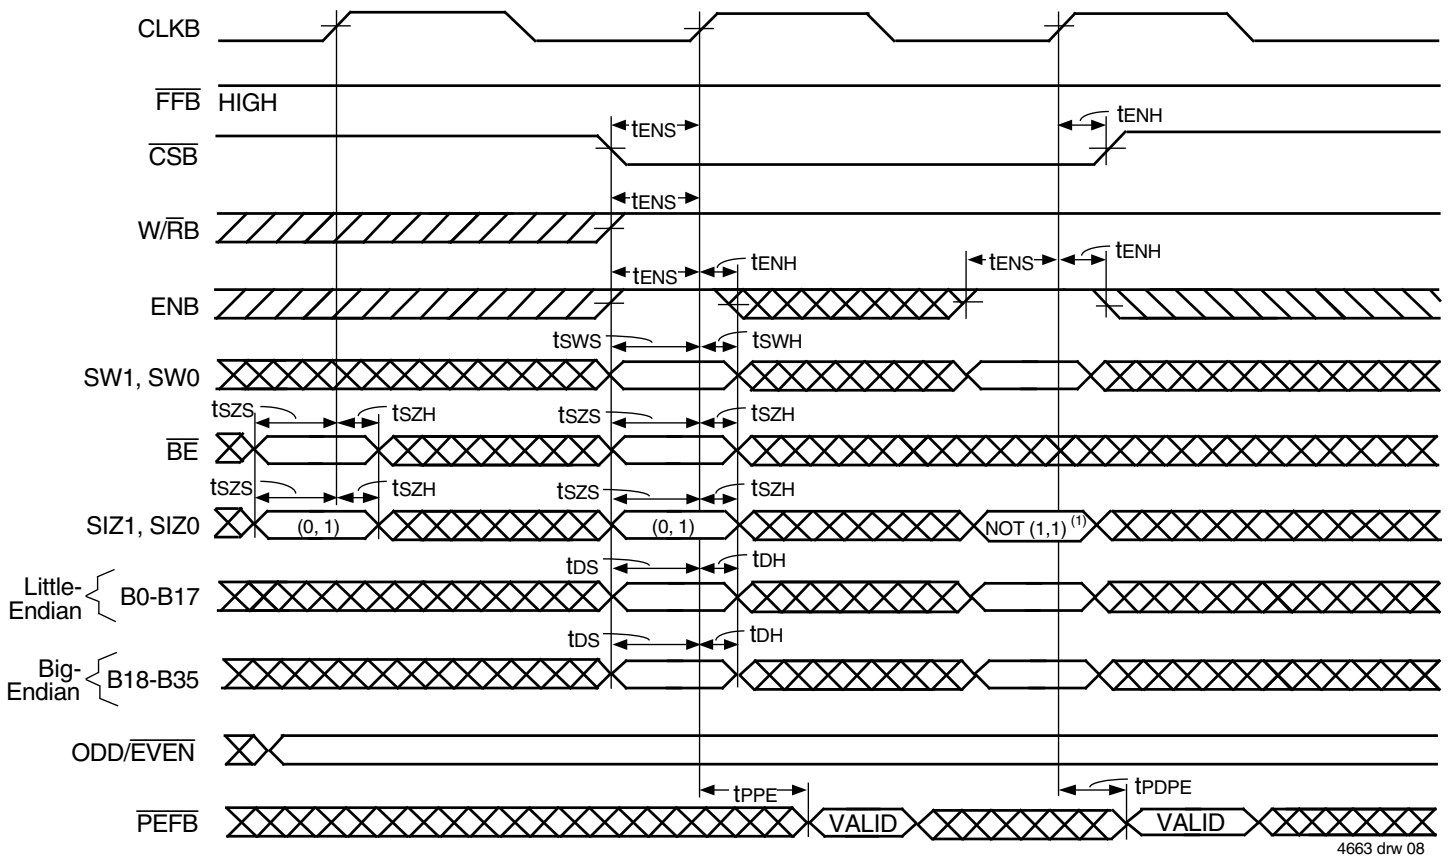 CLKB
FFB HIGH
tENS tENH
CSB
tENS
W/RB
tENS tENH tENS tENH
ENB
tSWS tSWH
SW1, SW0
tSZS tSZH tSZS tSZH
BE
tSZS tSZH tSZS tSZH
SIZ1, SIZ0 (0, 1) (0, 1) NOT (1,1) (1)
tDS tDH
Little-Endian B0-B17
tDS tDH
Big-Endian B18-B35
ODD/EVEN
tPPE tPDPE
PEFB VALID VALID
4663 drw 08